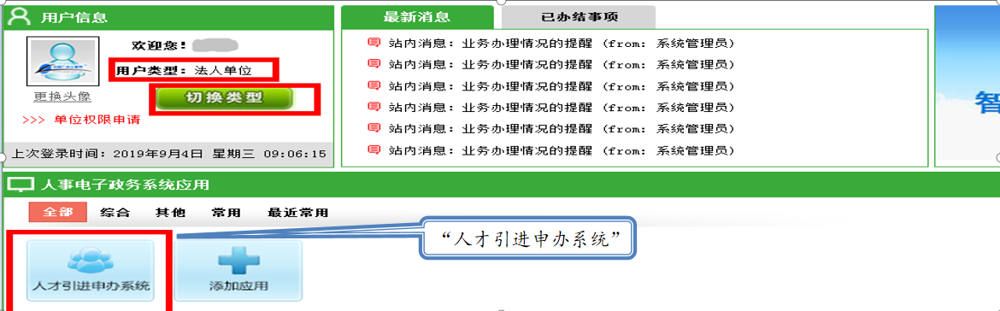 用户信息
欢迎您！
用户类型：法人单位
切换类型
更换头像
>>> 单位权限申请
上次登录时间：2019年9月4日 星期三 09:06:15
最新消息 已办结事项
站内消息：业务办理情况的提醒 (from: 系统管理员)
站内消息：业务办理情况的提醒 (from: 系统管理员)
站内消息：业务办理情况的提醒 (from: 系统管理员)
站内消息：业务办理情况的提醒 (from: 系统管理员)
站内消息：业务办理情况的提醒 (from: 系统管理员)
站内消息：业务办理情况的提醒 (from: 系统管理员)
智
人事电子政务系统应用
全部 综合 其他 常用 最近常用
“人才引进申办系统”
人才引进申办系统 添加应用